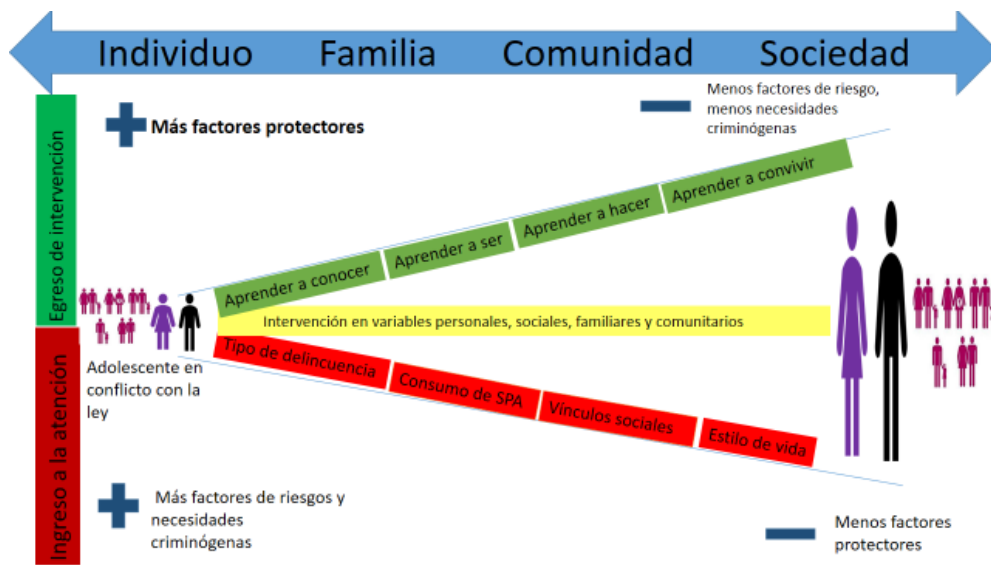 Individuo Familia Comunidad Sociedad
Más factores protectores
Menos factores de riesgo,
menos necesidades
criminógenas
Egreso de intervención
Aprender a conocer
Aprender a ser
Aprender a hacer
Aprender a convivir
Intervención en variables personales, sociales, familiares y comunitarios
Adolescente en
conflicto con la
ley
Tipo de delincuencia
Consumo de SPA
Vínculos sociales
Estilo de vida
Ingreso a la atención
Más factores de riesgos y
necesidades
criminógenas
Menos factores
protectores